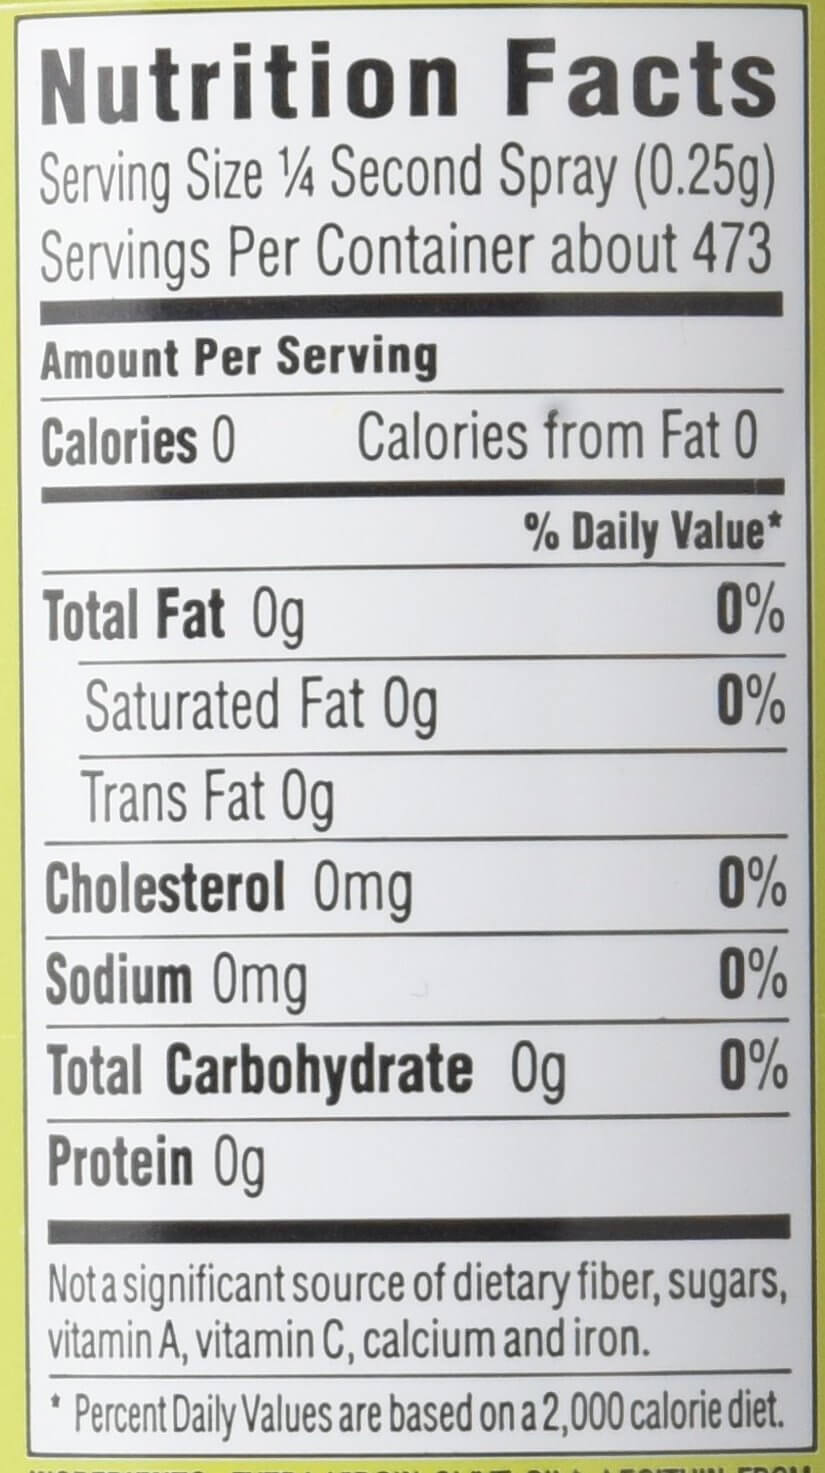 Nutrition Facts
Serving Size ¼ Second Spray (0.25g)
Servings Per Container about 473
Amount Per Serving
Calories 0 Calories from Fat 0
% Daily Value*
Total Fat 0g 0%
Saturated Fat 0g 0%
Trans Fat 0g
Cholesterol 0mg 0%
Sodium 0mg 0%
Total Carbohydrate 0g 0%
Protein 0g
Not a significant source of dietary fiber, sugars,
vitamin A, vitamin C, calcium and iron.
* Percent Daily Values are based on a 2,000 calorie diet.